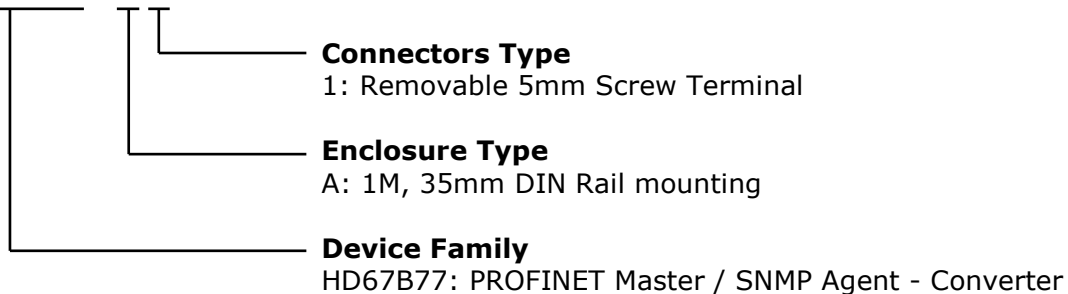 Connectors Type
1: Removable 5mm Screw Terminal
Enclosure Type
A: 1M, 35mm DIN Rail mounting
Device Family
HD67B77: PROFINET Master / SNMP Agent - Converter